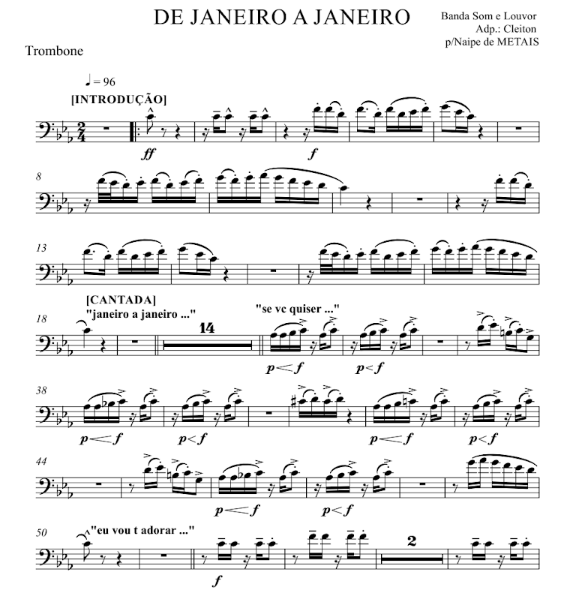 DE JANEIRO A JANEIRO
Banda Som e Louvor
Adp.: Cleiton
p/Naipe de METAIS
Trombone
♩ = 96
[INTRODUÇÃO]
2 4
ff f
8
13
[CANTADA]
"janeiro a janeiro ..." "se vc quiser ..."
18 14
p f p f
38
p f p f p f p f
44
p f p f
50 "eu vou t adorar ..." 2
f